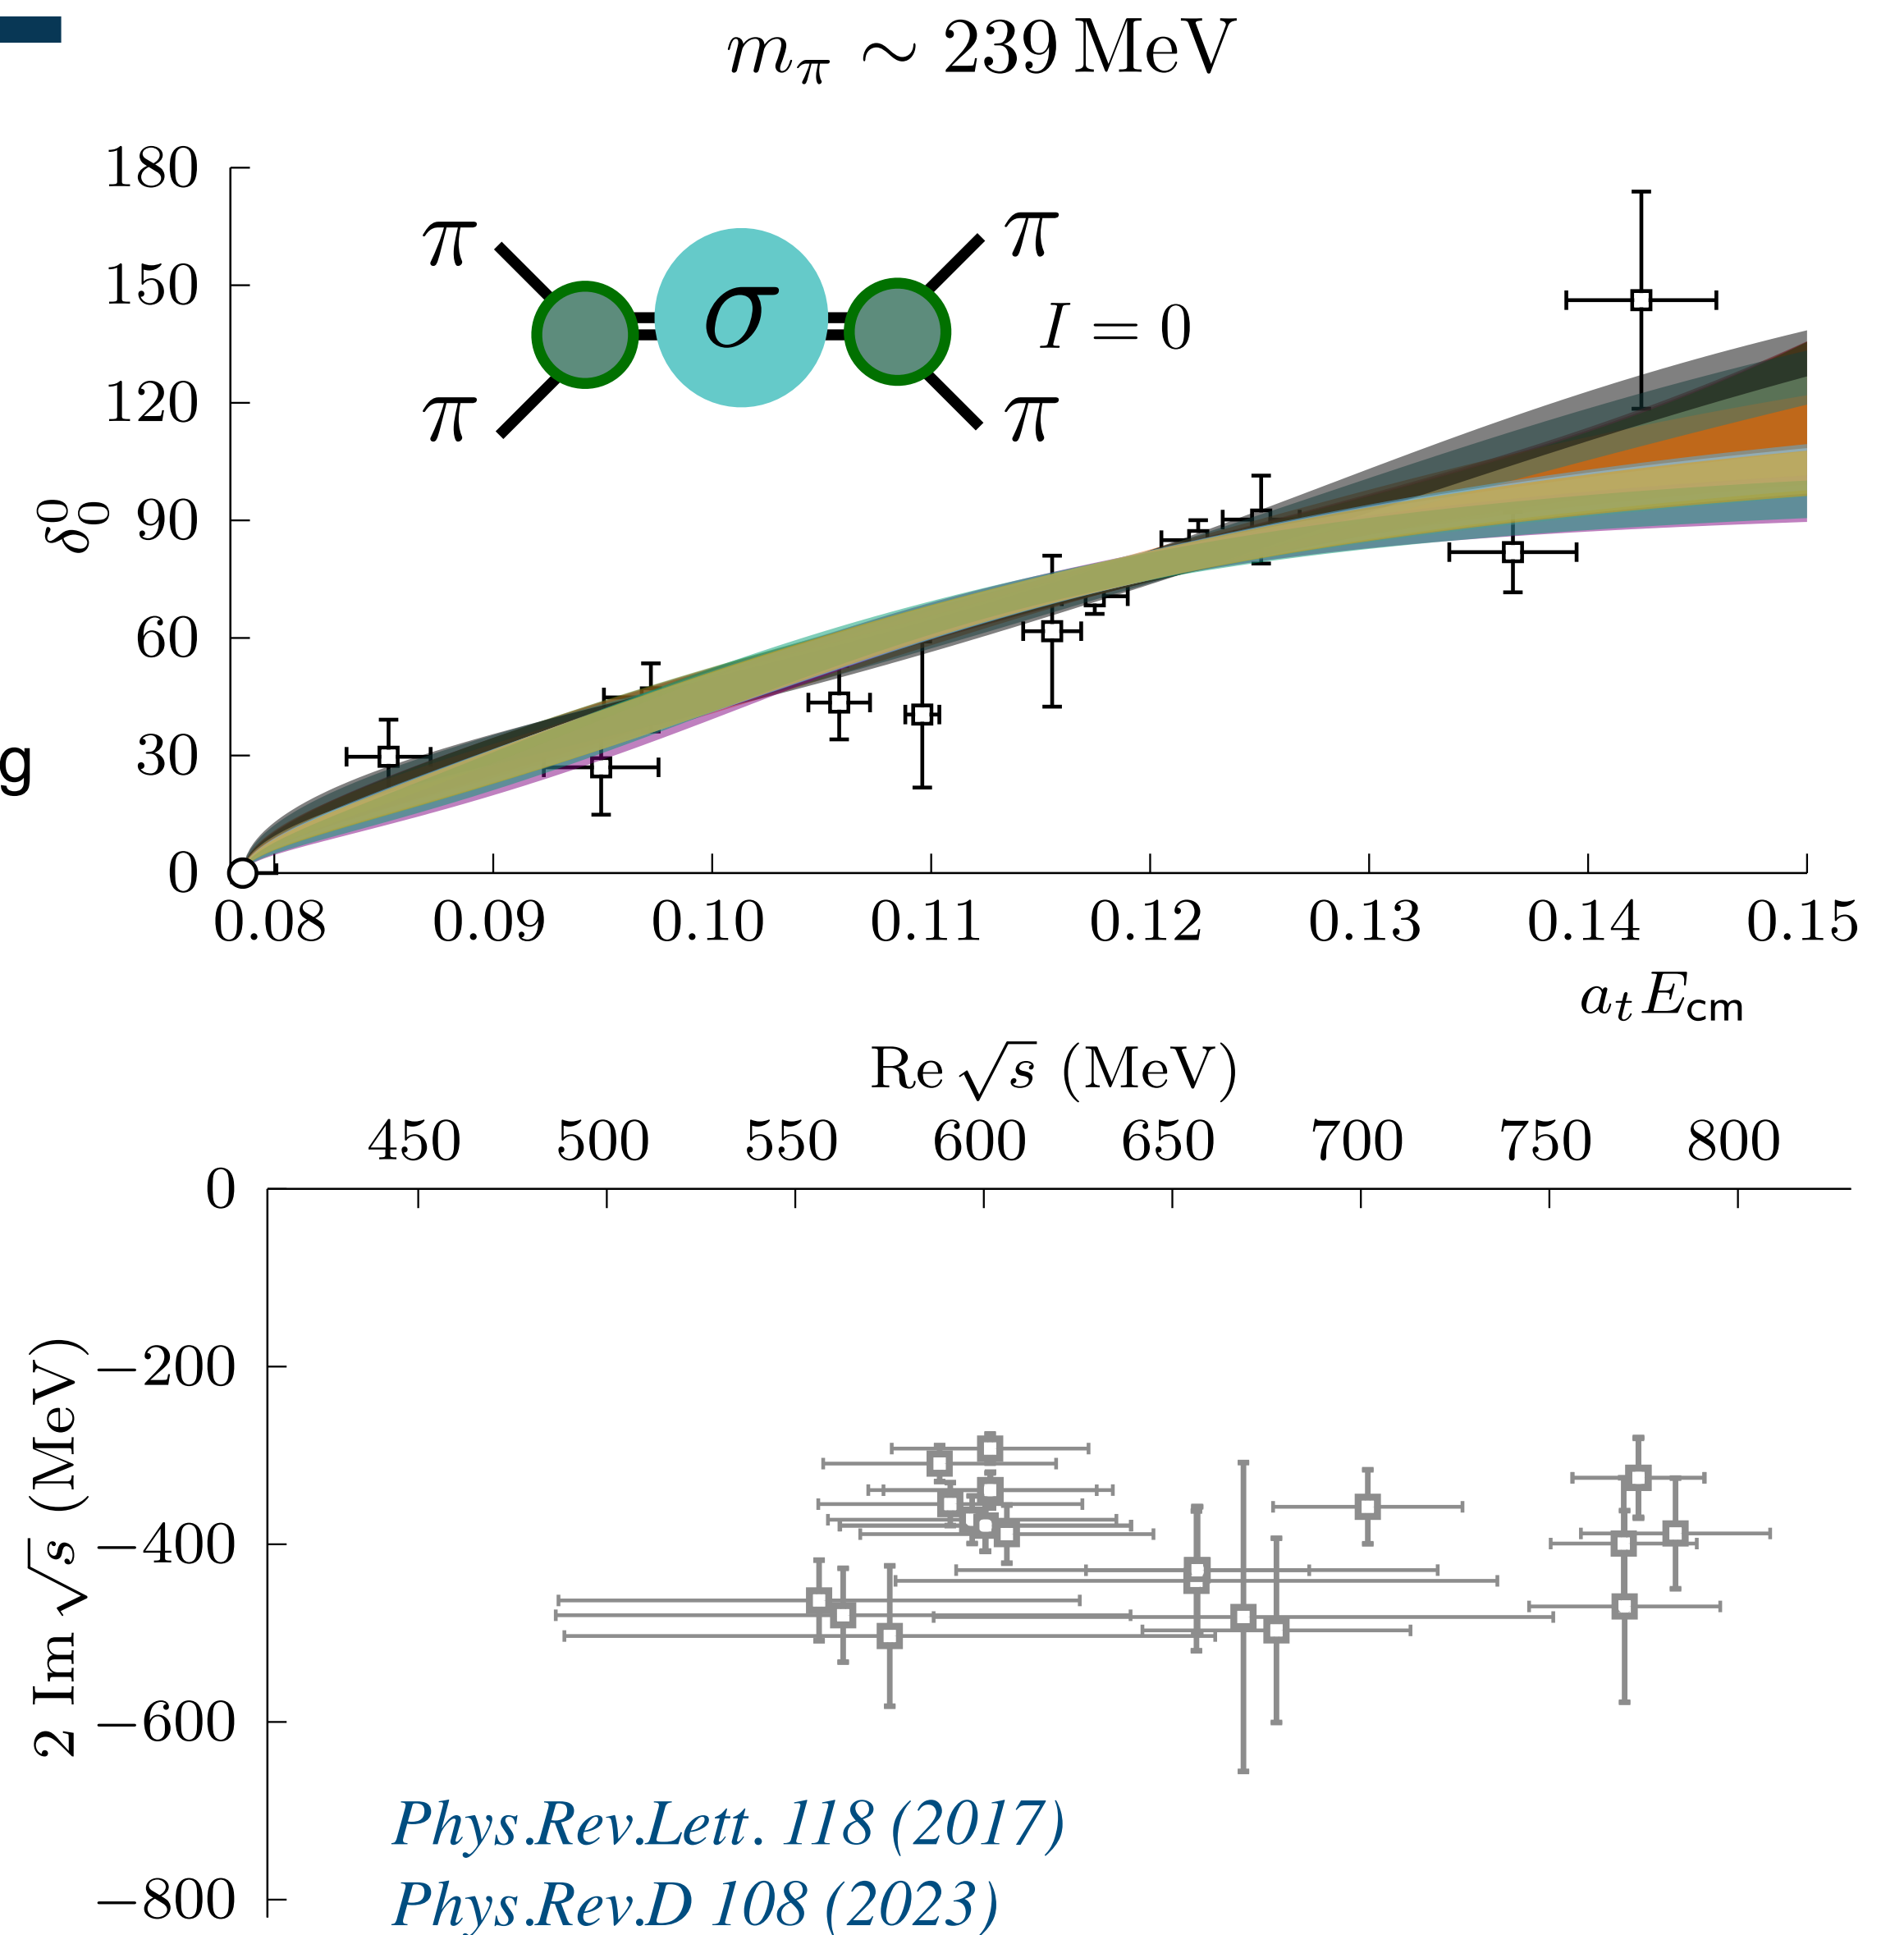 m_π ∼ 239 MeV
180
150
120
90
60
30
0
δ₀⁰
π π
σ
I = 0
π π
g
0.08 0.09 0.10 0.11 0.12 0.13 0.14 0.15
a_t E_cm
Re √s (MeV)
450 500 550 600 650 700 750 800
0
−200
−400
−600
−800
2 Im √s (MeV)
Phys.Rev.Lett. 118 (2017)
Phys.Rev.D 108 (2023)